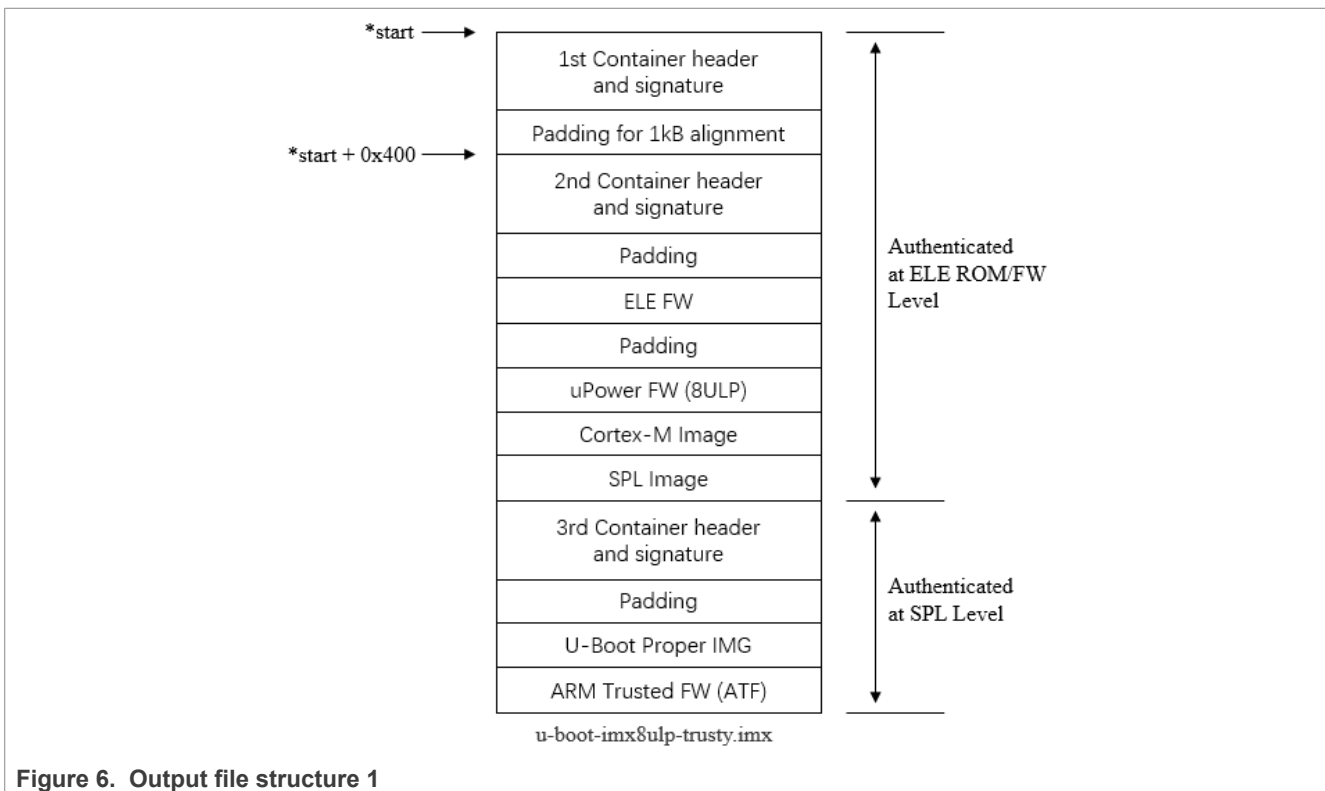 *start
1st Container header
and signature
Padding for 1kB alignment
*start + 0x400
2nd Container header
and signature
Padding
ELE FW
Padding
uPower FW (8ULP)
Cortex-M Image
SPL Image
Authenticated
at ELE ROM/FW
Level
3rd Container header
and signature
Padding
U-Boot Proper IMG
ARM Trusted FW (ATF)
Authenticated
at SPL Level
u-boot-imx8ulp-trusty.imx
Figure 6. Output file structure 1